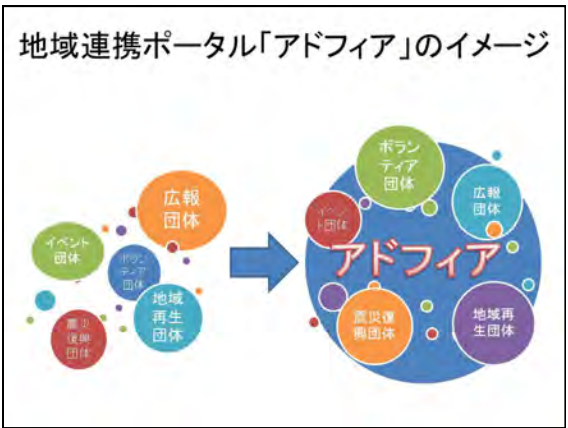 地域連携ポータル「アドフィア」のイメージ
広報
団体
イベント
団体
ボラン
ティア
団体
地域
再生
団体
震災
復興
団体
ボラン
ティア
団体
広報
団体
イベン
ト団体
アドフィア
震災復
興団体
地域再
生団体